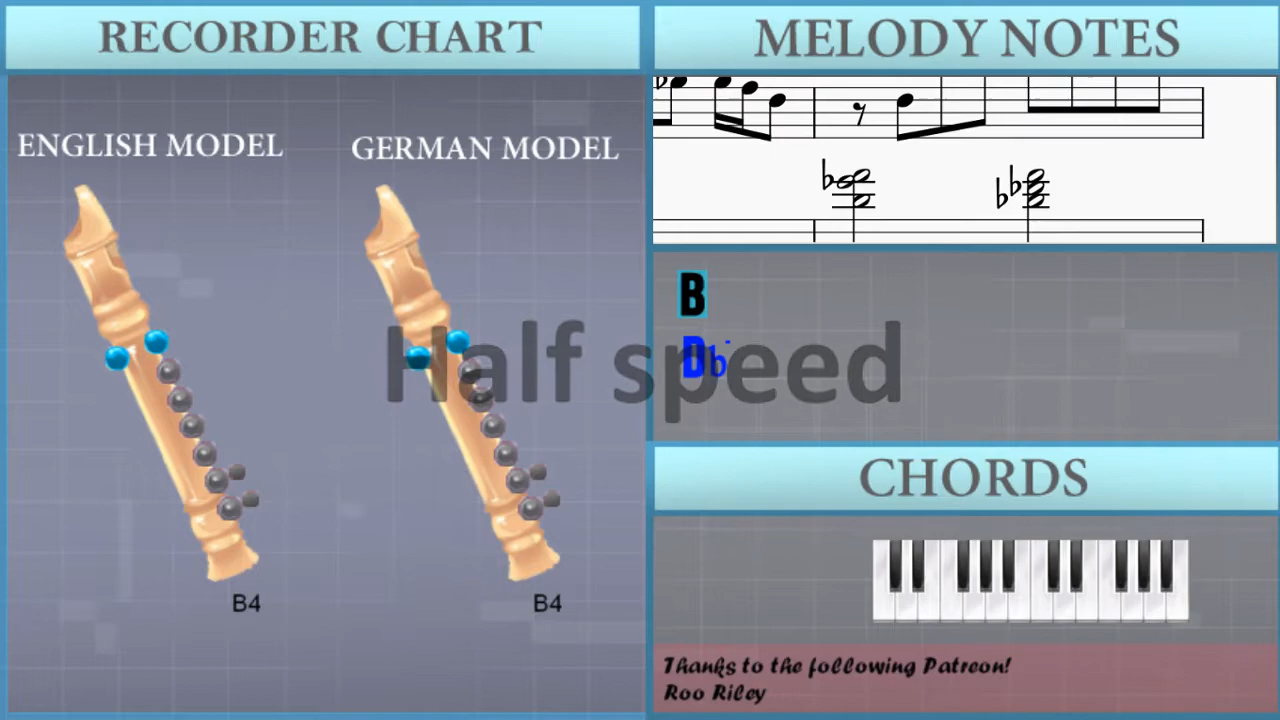 RECORDER CHART
MELODY NOTES
ENGLISH MODEL
GERMAN MODEL
B
Db
Half speed
CHORDS
B4
B4
Thanks to the following Patreon!
Roo Riley